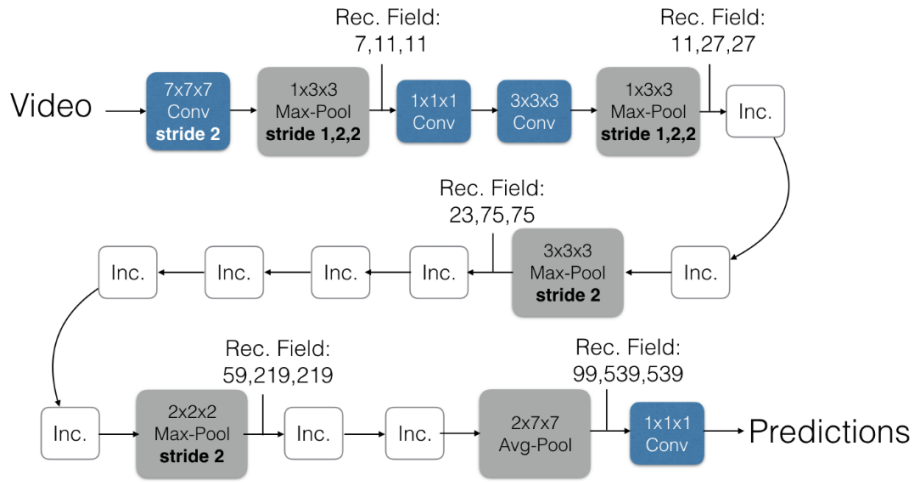 Video
7x7x7
Conv
stride 2
1x3x3
Max-Pool
stride 1,2,2
Rec. Field:
7,11,11
1x1x1
Conv
3x3x3
Conv
1x3x3
Max-Pool
stride 1,2,2
Rec. Field:
11,27,27
Inc.
Inc.
3x3x3
Max-Pool
stride 2
Rec. Field:
23,75,75
Inc.
Inc.
Inc.
Inc.
Inc.
2x2x2
Max-Pool
stride 2
Rec. Field:
59,219,219
Inc.
Inc.
2x7x7
Avg-Pool
Rec. Field:
99,539,539
1x1x1
Conv
Predictions